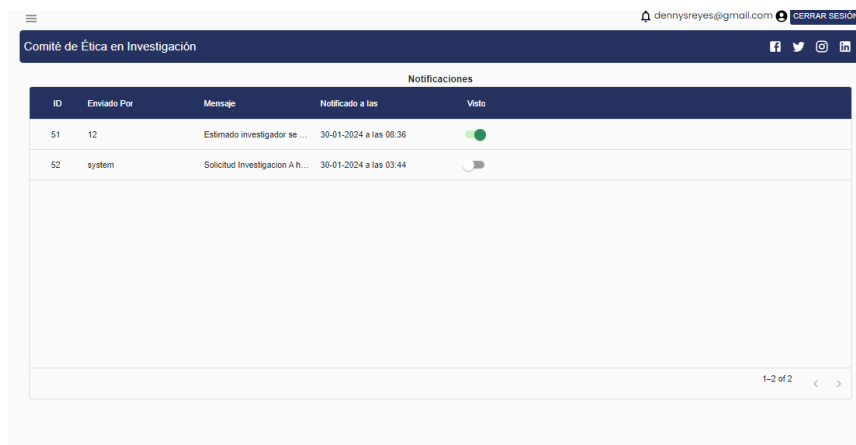 dennysreyes@gmail.com CERRAR SESIÓN
Comité de Ética en Investigación
Notificaciones
ID Enviado Por Mensaje Notificado a las Visto
51 12 Estimado investigador se ... 30-01-2024 a las 08:36
52 system Solicitud Investigacion A h... 30-01-2024 a las 03:44
1–2 of 2